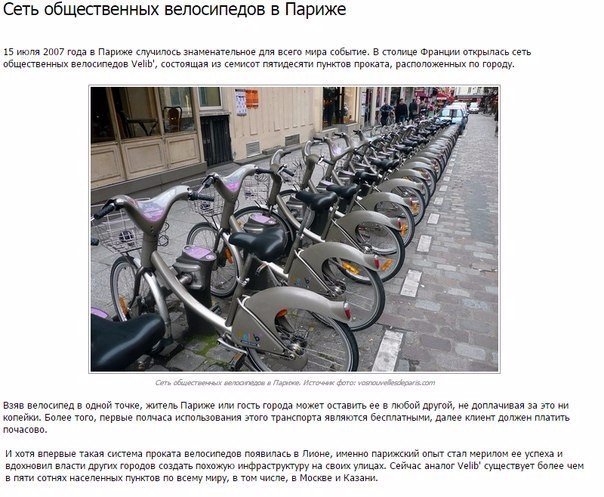 Сеть общественных велосипедов в Париже
15 июля 2007 года в Париже случилось знаменательное для всего мира событие. В столице Франции открылась сеть
общественных велосипедов Velib', состоящая из семисот пятидесяти пунктов проката, расположенных по городу.
Сеть общественных велосипедов в Париже. Источник фото: vosnouvellesdeparis.com
Взяв велосипед в одной точке, житель Париже или гость города может оставить ее в любой другой, не доплачивая за это ни
копейки. Более того, первые полчаса использования этого транспорта являются бесплатными, далее клиент должен платить
почасово.
И хотя впервые такая система проката велосипедов появилась в Лионе, именно парижский опыт стал мерилом ее успеха и
вдохновил власти других городов создать похожую инфраструктуру на своих улицах. Сейчас аналог Velib' существует более чем
в пяти сотнях населенных пунктов по всему миру, в том числе, в Москве и Казани.